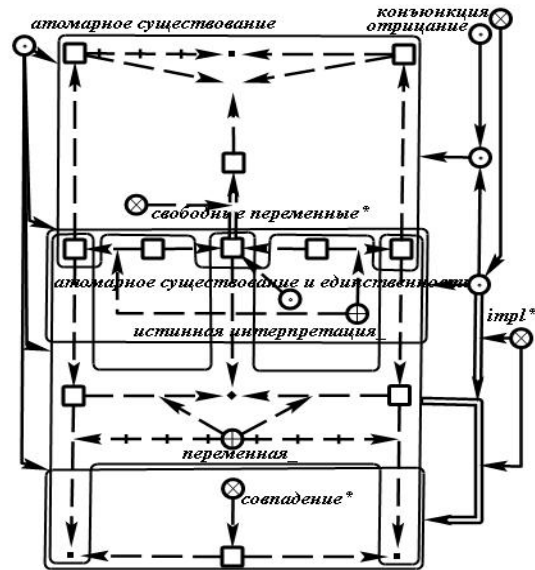 конъюнкция
атомарное существование
отрицание
свободные переменные*
атомарное существование и единственность
истинная интерпретация_
impl*
переменная_
совпадение*